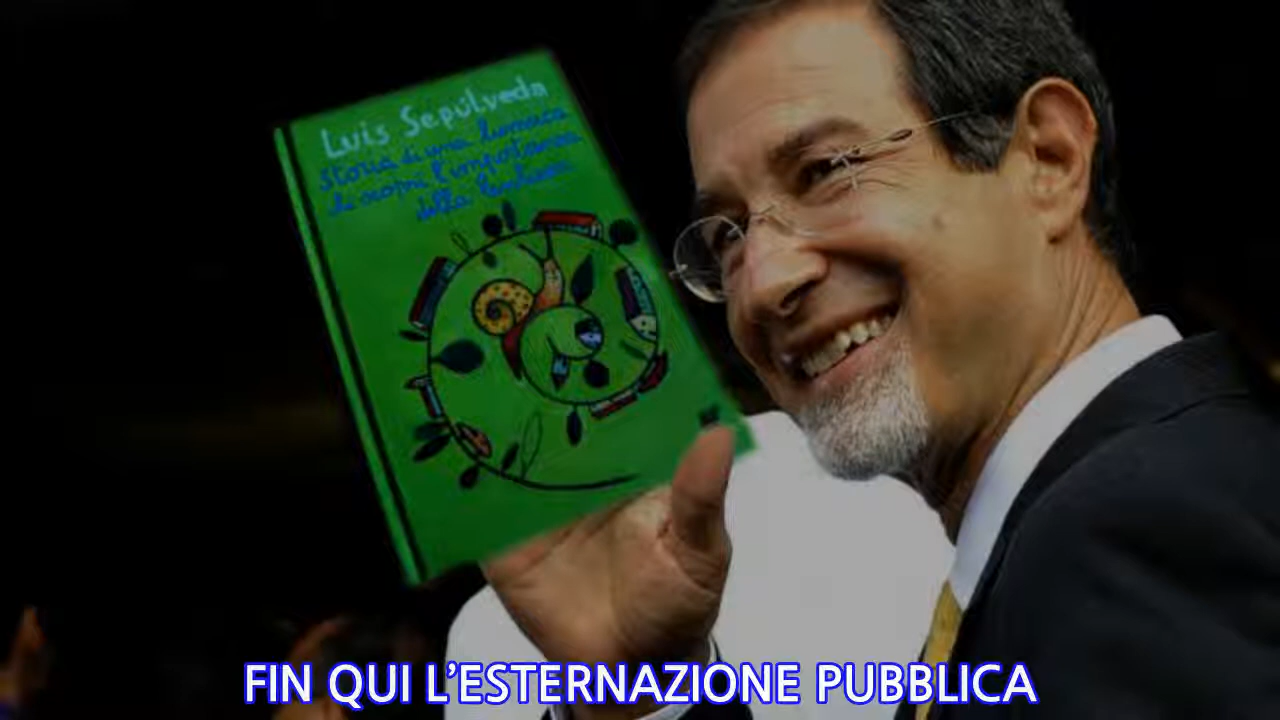 Luis Sepúlveda
Storia di una lumaca
che scoprì l'importanza
della lentezza
FIN QUI L'ESTERNAZIONE PUBBLICA